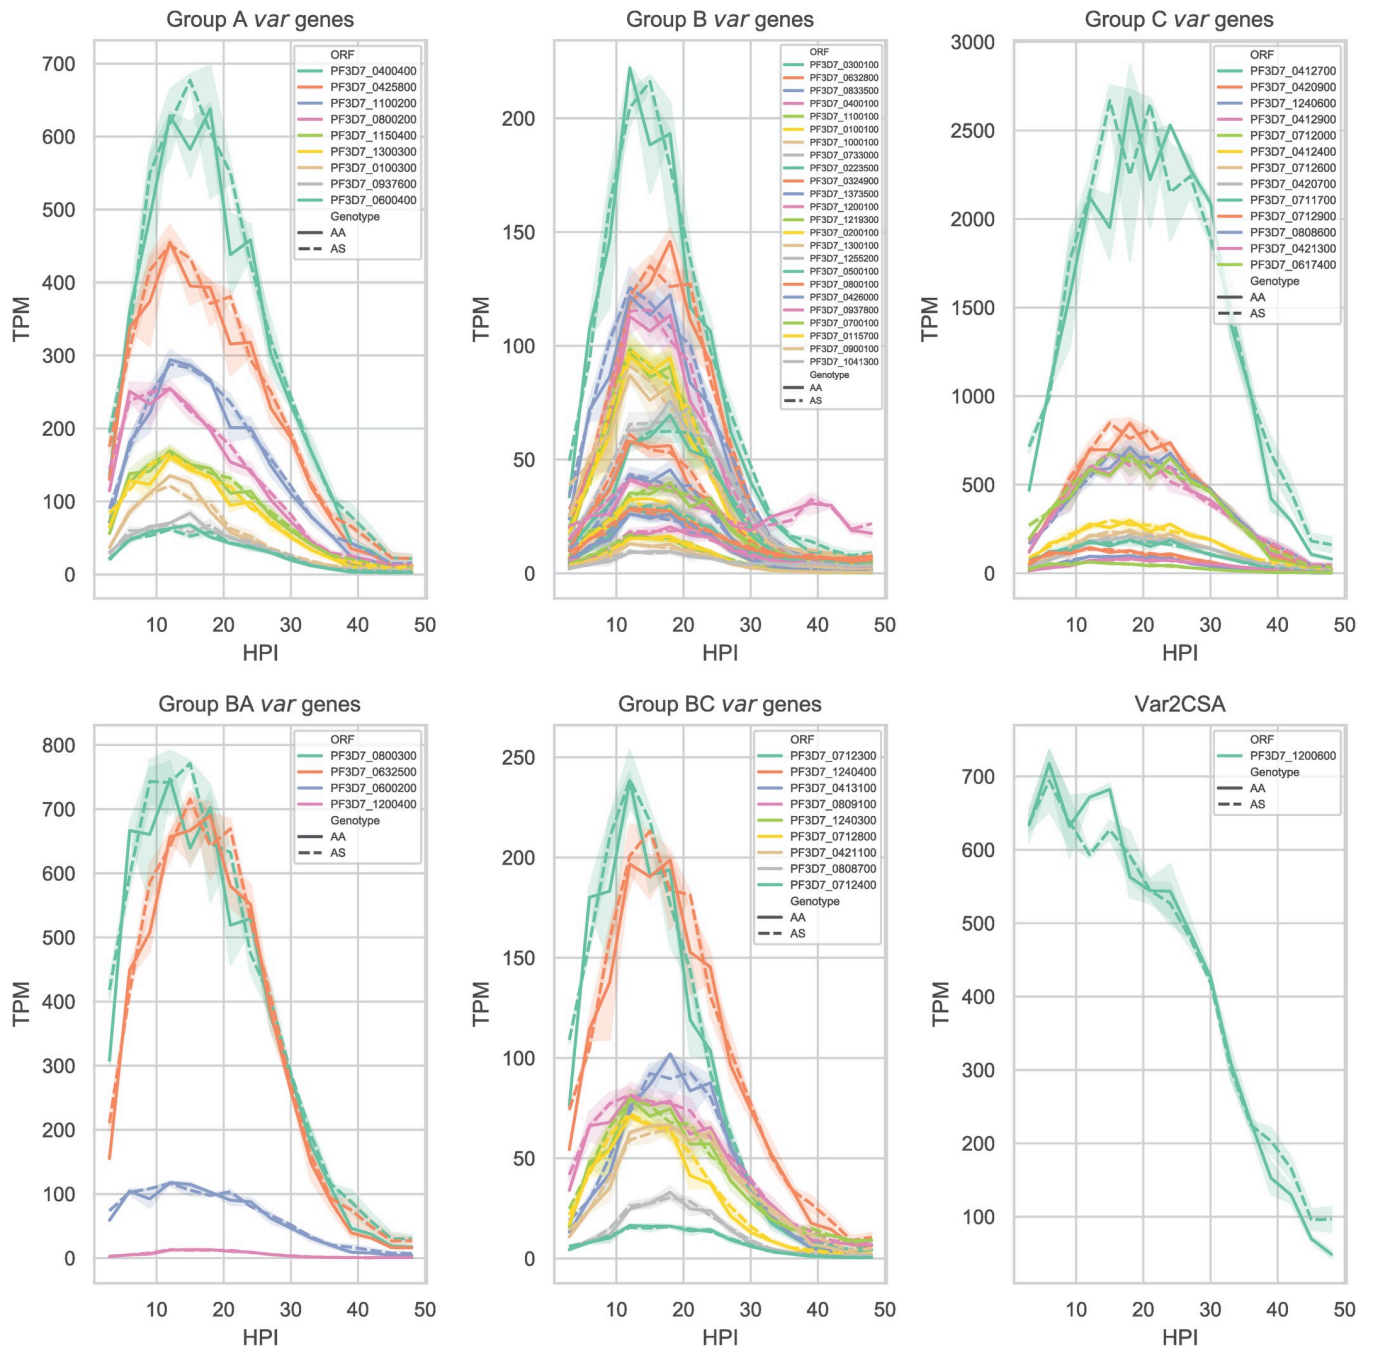 Group A var genes
Group B var genes
Group C var genes
700
600
500
400
300
200
100
0
TPM
10
20
30
40
50
HPI
ORF
PF3D7_0400400
PF3D7_0425800
PF3D7_1100200
PF3D7_0800200
PF3D7_1150400
PF3D7_1300300
PF3D7_0100300
PF3D7_0937600
PF3D7_0600400
Genotype
AA
AS
200
150
100
50
0
TPM
10
20
30
40
50
HPI
ORF
PF3D7_0300100
PF3D7_0632800
PF3D7_0833500
PF3D7_0400100
PF3D7_1100100
PF3D7_0100100
PF3D7_1000100
PF3D7_0733000
PF3D7_0223500
PF3D7_0324900
PF3D7_1373500
PF3D7_1200100
PF3D7_1219300
PF3D7_0200100
PF3D7_1300100
PF3D7_1255200
PF3D7_0500100
PF3D7_0800100
PF3D7_0426000
PF3D7_0937800
PF3D7_0700100
PF3D7_0115700
PF3D7_0900100
PF3D7_1041300
Genotype
AA
AS
3000
2500
2000
1500
1000
500
0
TPM
10
20
30
40
50
HPI
ORF
PF3D7_0412700
PF3D7_0420900
PF3D7_1240600
PF3D7_0412900
PF3D7_0712000
PF3D7_0412400
PF3D7_0712600
PF3D7_0420700
PF3D7_0711700
PF3D7_0712900
PF3D7_0808600
PF3D7_0421300
PF3D7_0617400
Genotype
AA
AS
Group BA var genes
Group BC var genes
Var2CSA
800
700
600
500
400
300
200
100
0
TPM
10
20
30
40
50
HPI
ORF
PF3D7_0800300
PF3D7_0632500
PF3D7_0600200
PF3D7_1200400
Genotype
AA
AS
250
200
150
100
50
0
TPM
10
20
30
40
50
HPI
ORF
PF3D7_0712300
PF3D7_1240400
PF3D7_0413100
PF3D7_0809100
PF3D7_1240300
PF3D7_0712800
PF3D7_0421100
PF3D7_0808700
PF3D7_0712400
Genotype
AA
AS
700
600
500
400
300
200
100
TPM
10
20
30
40
50
HPI
ORF
PF3D7_1200600
Genotype
AA
AS